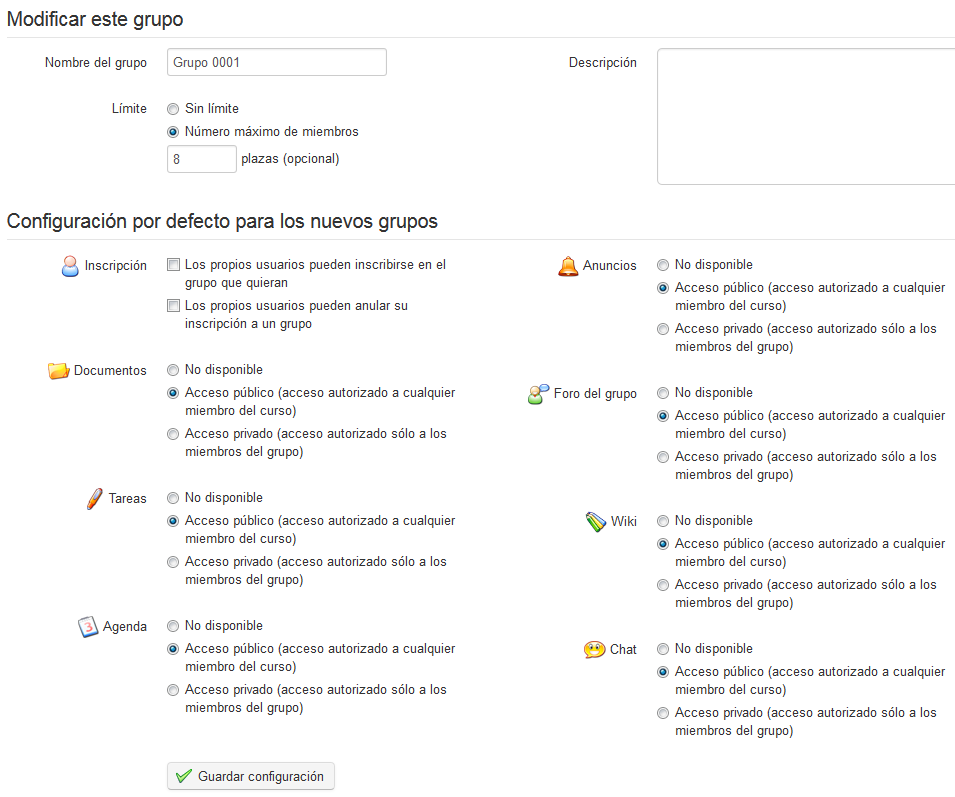 Modificar este grupo
Nombre del grupo
Grupo 0001
Descripción
Límite
Sin límite
Número máximo de miembros
8
plazas (opcional)
Configuración por defecto para los nuevos grupos
Inscripción
Los propios usuarios pueden inscribirse en el
grupo que quieran
Los propios usuarios pueden anular su
inscripción a un grupo
Documentos
No disponible
Acceso público (acceso autorizado a cualquier
miembro del curso)
Acceso privado (acceso autorizado sólo a los
miembros del grupo)
Tareas
No disponible
Acceso público (acceso autorizado a cualquier
miembro del curso)
Acceso privado (acceso autorizado sólo a los
miembros del grupo)
3
Agenda
No disponible
Acceso público (acceso autorizado a cualquier
miembro del curso)
Acceso privado (acceso autorizado sólo a los
miembros del grupo)
Anuncios
No disponible
Acceso público (acceso autorizado a cualquier
miembro del curso)
Acceso privado (acceso autorizado sólo a los
miembros del grupo)
Foro del grupo
No disponible
Acceso público (acceso autorizado a cualquier
miembro del curso)
Acceso privado (acceso autorizado sólo a los
miembros del grupo)
Wiki
No disponible
Acceso público (acceso autorizado a cualquier
miembro del curso)
Acceso privado (acceso autorizado sólo a los
miembros del grupo)
Chat
No disponible
Acceso público (acceso autorizado a cualquier
miembro del curso)
Acceso privado (acceso autorizado sólo a los
miembros del grupo)
Guardar configuración